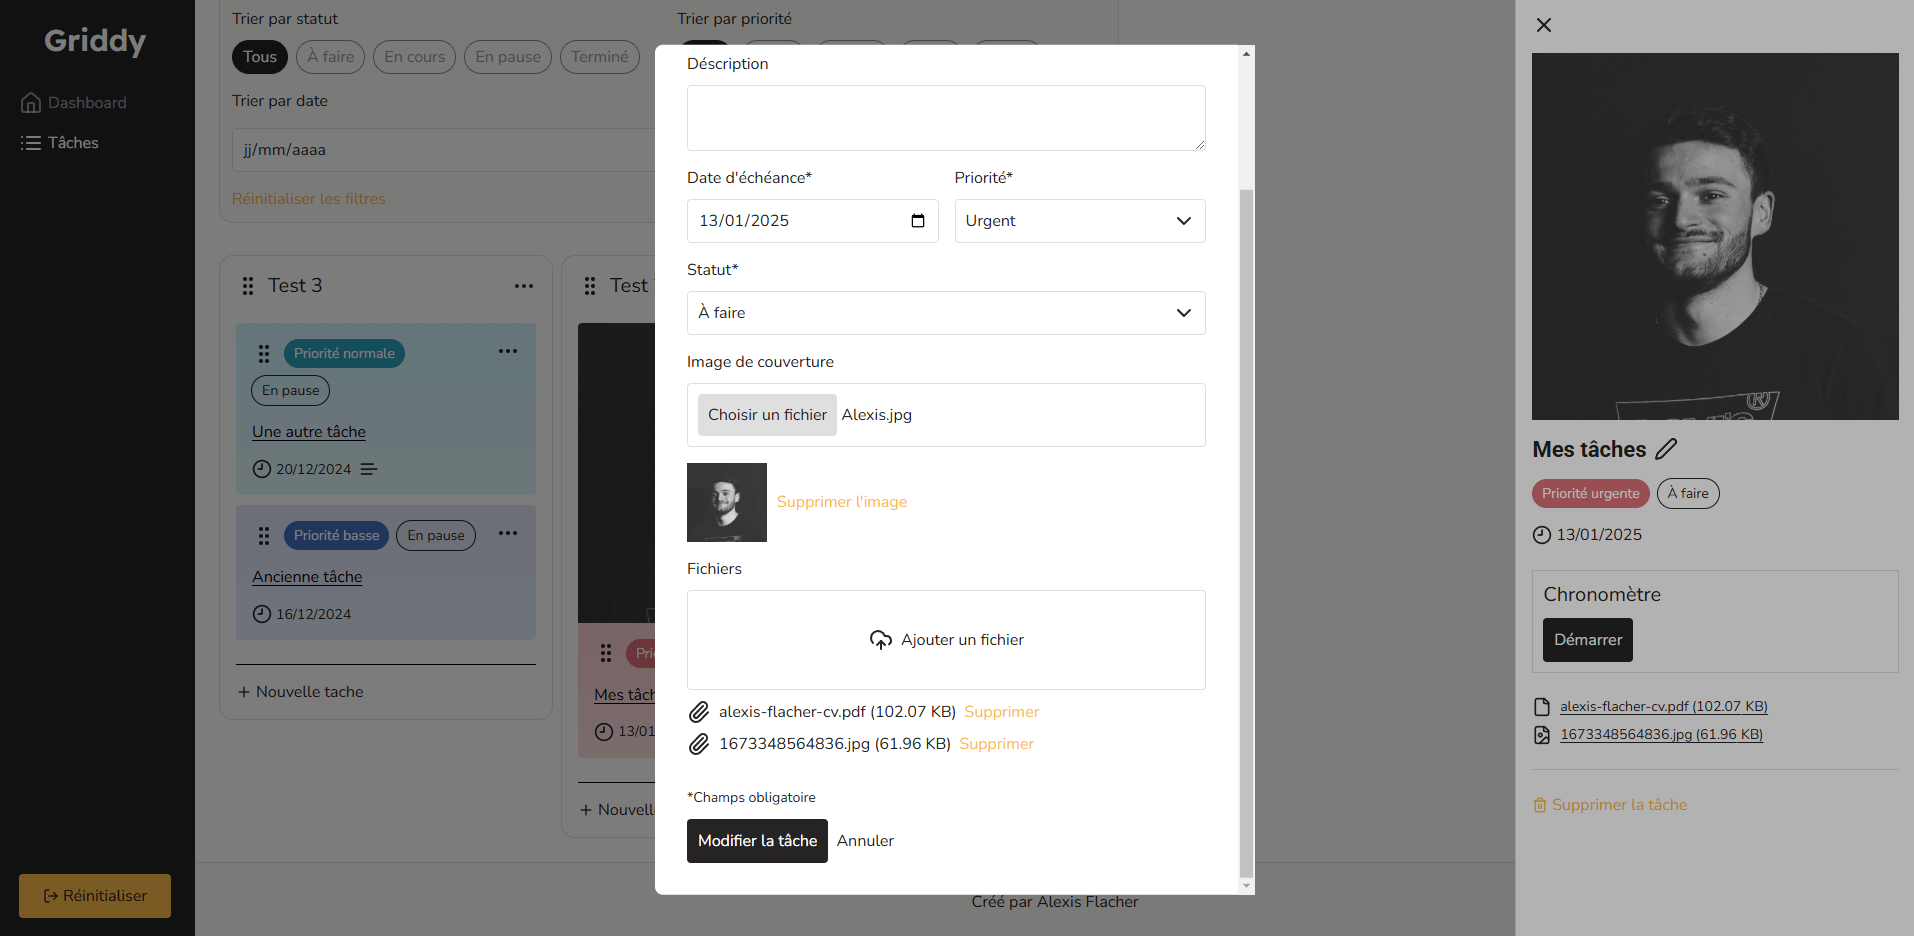 Griddy
Dashboard
Tâches
Réinitialiser
Trier par statut
Tous
À faire
En cours
En pause
Terminé
Trier par priorité
Trier par date
jj/mm/aaaa
Réinitialiser les filtres
Test 3
Priorité normale
En pause
Une autre tâche
20/12/2024
Priorité basse
En pause
Ancienne tâche
16/12/2024
+ Nouvelle tache
Test
Mes
13/01
+
Déscription
Date d'échéance*
Priorité*
13/01/2025
Urgent
Statut*
À faire
Image de couverture
Choisir un fichier Alexis.jpg
Supprimer l'image
Fichiers
Ajouter un fichier
alexis-flacher-cv.pdf (102.07 KB) Supprimer
1673348564836.jpg (61.96 KB) Supprimer
*Champs obligatoire
Modifier la tâche
Annuler
Créé par Alexis Flacher
Mes tâches
Priorité urgente
À faire
13/01/2025
Chronomètre
Démarrer
alexis-flacher-cv.pdf (102.07 KB)
1673348564836.jpg (61.96 KB)
Supprimer la tâche